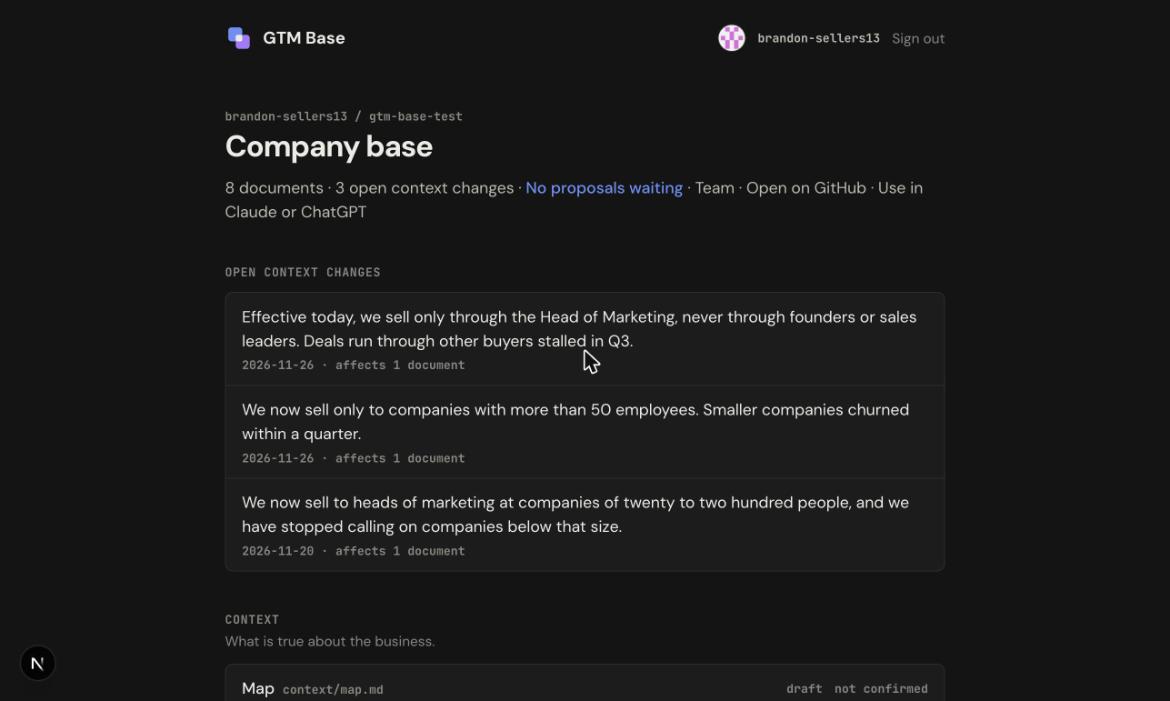 GTM Base
brandon-sellers13 Sign out
brandon-sellers13 / gtm-base-test
Company base
8 documents · 3 open context changes · No proposals waiting · Team · Open on GitHub · Use in
Claude or ChatGPT
OPEN CONTEXT CHANGES
Effective today, we sell only through the Head of Marketing, never through founders or sales
leaders. Deals run through other buyers stalled in Q3.
2026-11-26 · affects 1 document
We now sell only to companies with more than 50 employees. Smaller companies churned
within a quarter.
2026-11-26 · affects 1 document
We now sell to heads of marketing at companies of twenty to two hundred people, and we
have stopped calling on companies below that size.
2026-11-20 · affects 1 document
CONTEXT
What is true about the business.
N
Map context/map.md draft not confirmed